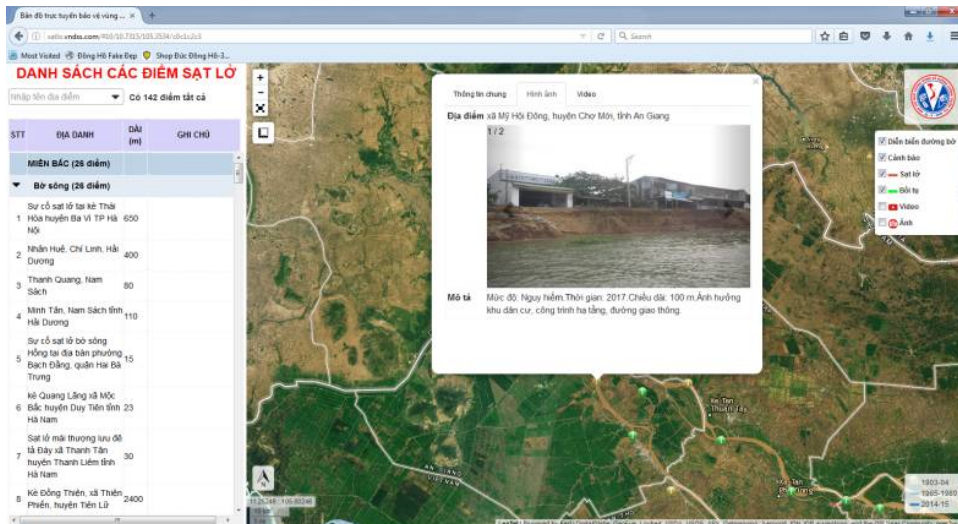 Bản đồ trực tuyến bảo vệ vùng ...
Search
Most Visited
Đồng Hồ Fake Đẹp
Shop Đức Đồng Hồ-3...
DANH SÁCH CÁC ĐIỂM SẠT LỞ
Nhập tên địa điểm
Có 142 điểm tất cả
STT
ĐỊA DANH
DÀI
(m)
GHI CHÚ
MIỀN BẮC (26 điểm)
Bờ sông (26 điểm)
Sự cố sạt lở tại kè Thái
1 Hòa huyện Ba Vì TP Hà 650
Nội
2 Nhân Huệ, Chí Linh, Hải 400
Dương
3 Thanh Quang, Nam 80
Sách
4 Minh Tân, Nam Sách tỉnh 110
Hải Dương
Sự cố sạt lở bờ sông
5 Hồng tại địa bàn phường 15
Bạch Đằng, quận Hai Bà
Trưng
kè Quang Lãng xã Mộc
6 Bắc huyện Duy Tiên tỉnh 23
Hà Nam
Sạt lở mái thượng lưu đê
7 tả Đáy xã Thanh Tân 30
huyện Thanh Liêm tỉnh
Hà Nam
8 Kè Đồng Thiện, xã Thiện 2400
Phiến, huyện Tiên Lữ
Thông tin chung
Hình ảnh
Video
Địa điểm xã Mỹ Hội Đông, huyện Chợ Mới, tỉnh An Giang
1 / 2
Mô tả Mức độ: Nguy hiểm.Thời gian: 2017.Chiều dài: 100 m.Ảnh hưởng
khu dân cư, công trình hạ tầng, đường giao thông.
Diễn biến đường bờ
Cảnh báo
Sạt lở
Bồi tụ
Video
Ảnh
AN GIANG
VIETNAM
1903-04
1965-1980
2014-15
10 km